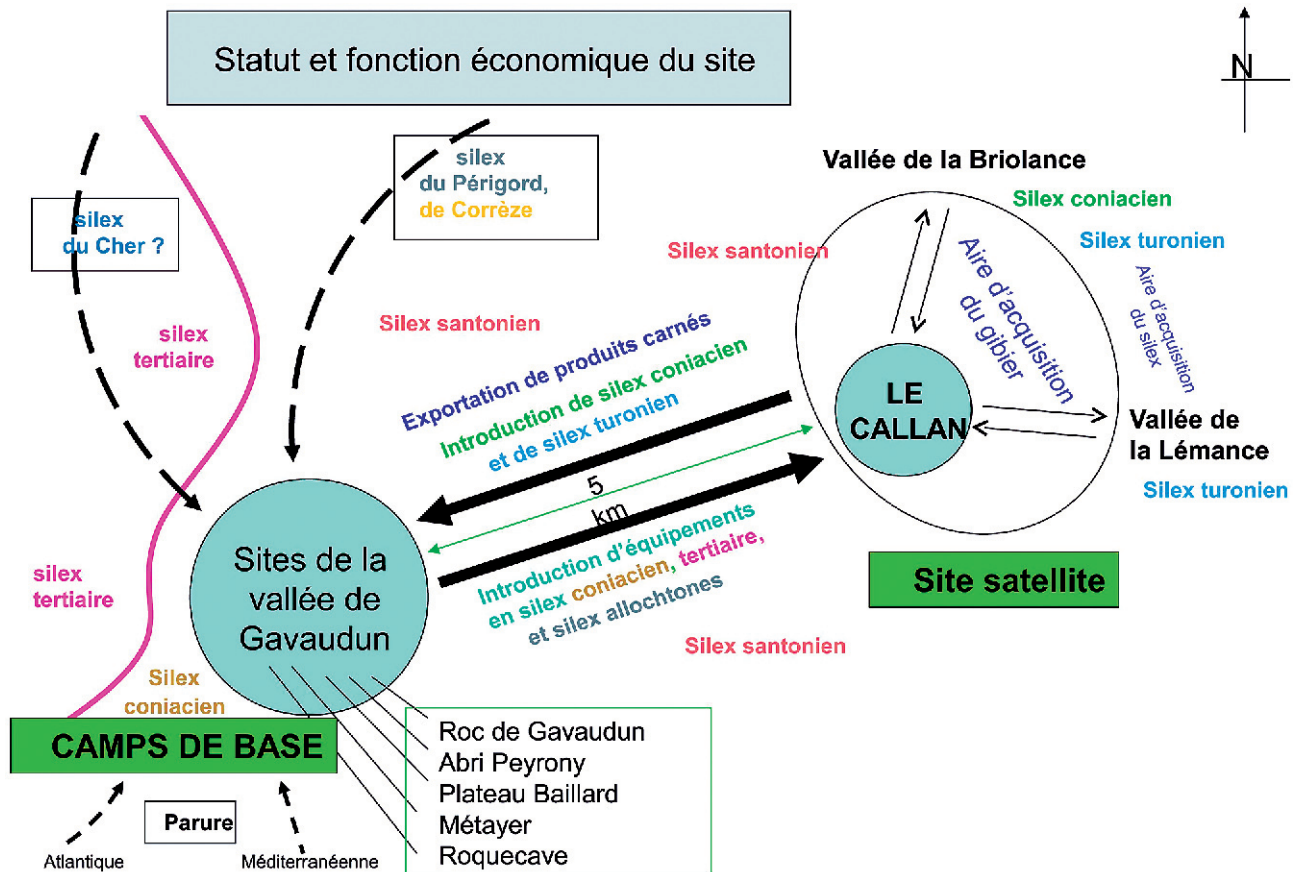 Statut et fonction économique du site
N
silex
du Périgord,
de Corrèze
silex
du Cher ?
Vallée de la Briolance
Silex coniacien
Silex turonien
Silex santonien
Aire d'acquisition
du gibier
Aire d'acquisition
du silex
silex
tertiaire
Silex santonien
Exportation de produits carnés
Introduction de silex coniacien
et de silex turonien
LE
CALLAN
Vallée de
la Lémance
Silex turonien
5
km
Sites de la
vallée de
Gavaudun
Introduction d'équipements
en silex coniacien, tertiaire,
et silex allochtones
Site satellite
silex
tertiaire
Silex santonien
Silex
coniacien
CAMPS DE BASE
Roc de Gavaudun
Abri Peyrony
Plateau Baillard
Métayer
Roquecave
Parure
Atlantique
Méditerranéenne